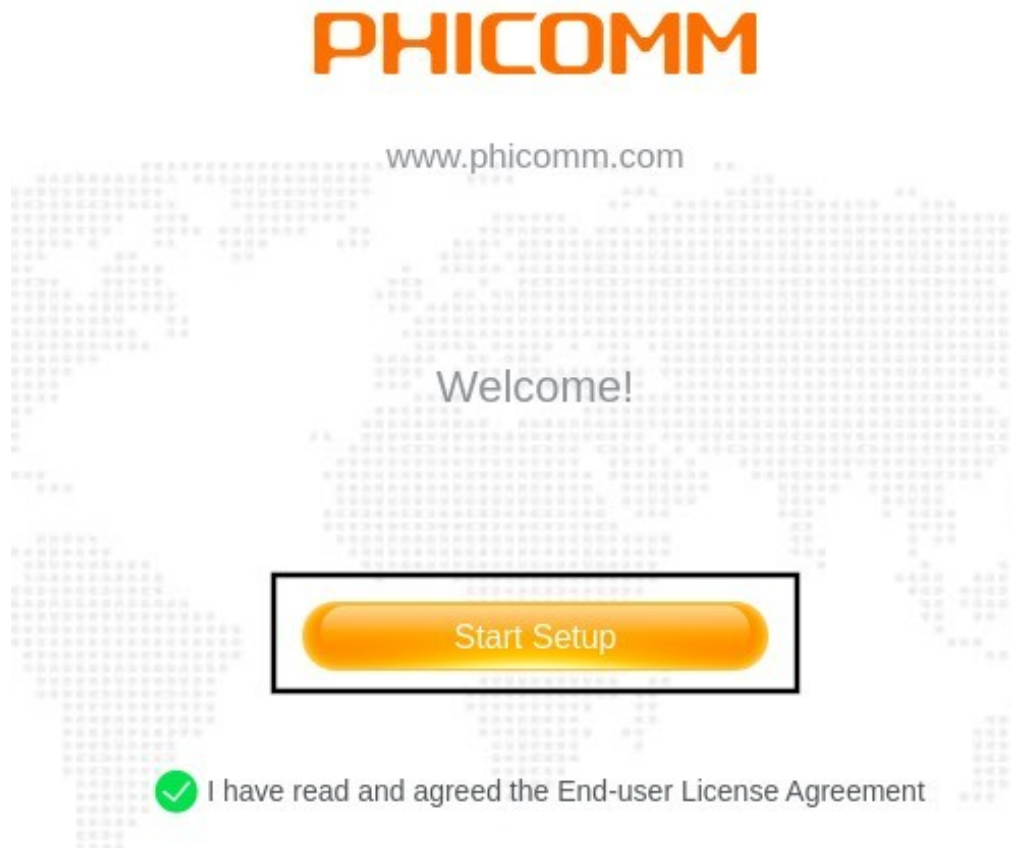 PHICOMM
www.phicomm.com
Welcome!
Start Setup
I have read and agreed the End-user License Agreement